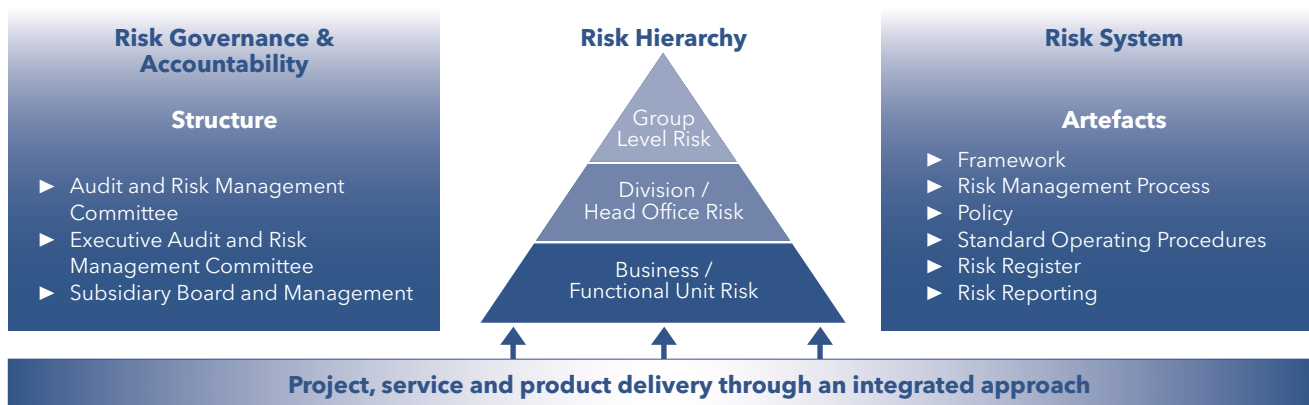 Risk Governance &
Accountability
Structure
► Audit and Risk Management
Committee
► Executive Audit and Risk
Management Committee
► Subsidiary Board and Management
Risk Hierarchy
Group
Level Risk
Division /
Head Office Risk
Business /
Functional Unit Risk
Risk System
Artefacts
► Framework
► Risk Management Process
► Policy
► Standard Operating Procedures
► Risk Register
► Risk Reporting
Project, service and product delivery through an integrated approach